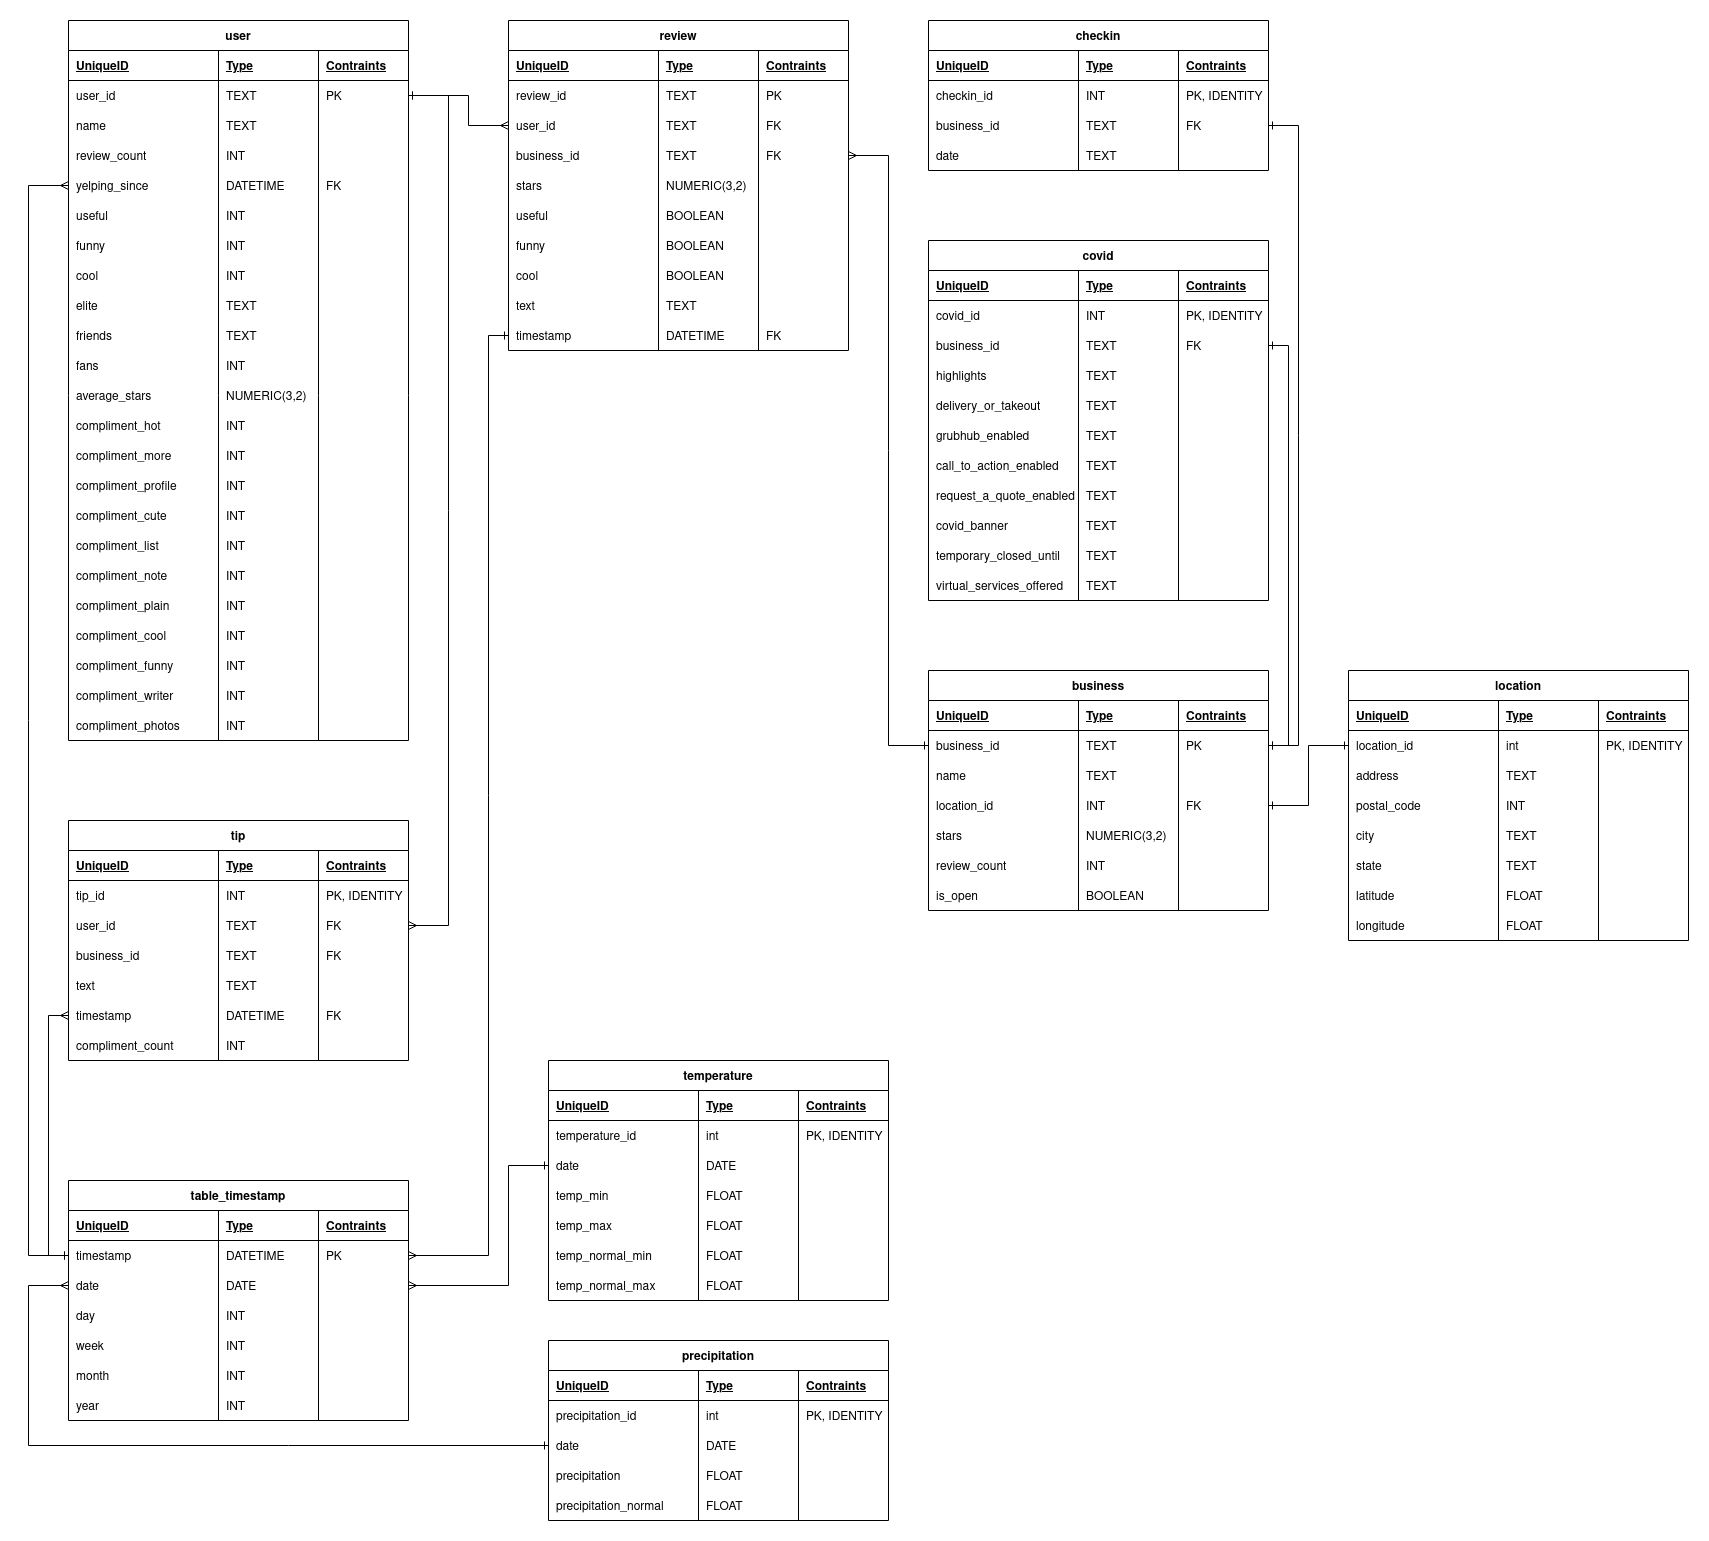 user
UniqueID Type Contraints
user_id TEXT PK
name TEXT
review_count INT
yelping_since DATETIME FK
useful INT
funny INT
cool INT
elite TEXT
friends TEXT
fans INT
average_stars NUMERIC(3,2)
compliment_hot INT
compliment_more INT
compliment_profile INT
compliment_cute INT
compliment_list INT
compliment_note INT
compliment_plain INT
compliment_cool INT
compliment_funny INT
compliment_writer INT
compliment_photos INT
review
UniqueID Type Contraints
review_id TEXT PK
user_id TEXT FK
business_id TEXT FK
stars NUMERIC(3,2)
useful BOOLEAN
funny BOOLEAN
cool BOOLEAN
text TEXT
timestamp DATETIME FK
checkin
UniqueID Type Contraints
checkin_id INT PK, IDENTITY
business_id TEXT FK
date TEXT
covid
UniqueID Type Contraints
covid_id INT PK, IDENTITY
business_id TEXT FK
highlights TEXT
delivery_or_takeout TEXT
grubhub_enabled TEXT
call_to_action_enabled TEXT
request_a_quote_enabled TEXT
covid_banner TEXT
temporary_closed_until TEXT
virtual_services_offered TEXT
business
UniqueID Type Contraints
business_id TEXT PK
name TEXT
location_id INT FK
stars NUMERIC(3,2)
review_count INT
is_open BOOLEAN
location
UniqueID Type Contraints
location_id int PK, IDENTITY
address TEXT
postal_code INT
city TEXT
state TEXT
latitude FLOAT
longitude FLOAT
tip
UniqueID Type Contraints
tip_id INT PK, IDENTITY
user_id TEXT FK
business_id TEXT FK
text TEXT
timestamp DATETIME FK
compliment_count INT
temperature
UniqueID Type Contraints
temperature_id int PK, IDENTITY
date DATE
temp_min FLOAT
temp_max FLOAT
temp_normal_min FLOAT
temp_normal_max FLOAT
table_timestamp
UniqueID Type Contraints
timestamp DATETIME PK
date DATE
day INT
week INT
month INT
year INT
precipitation
UniqueID Type Contraints
precipitation_id int PK, IDENTITY
date DATE
precipitation FLOAT
precipitation_normal FLOAT